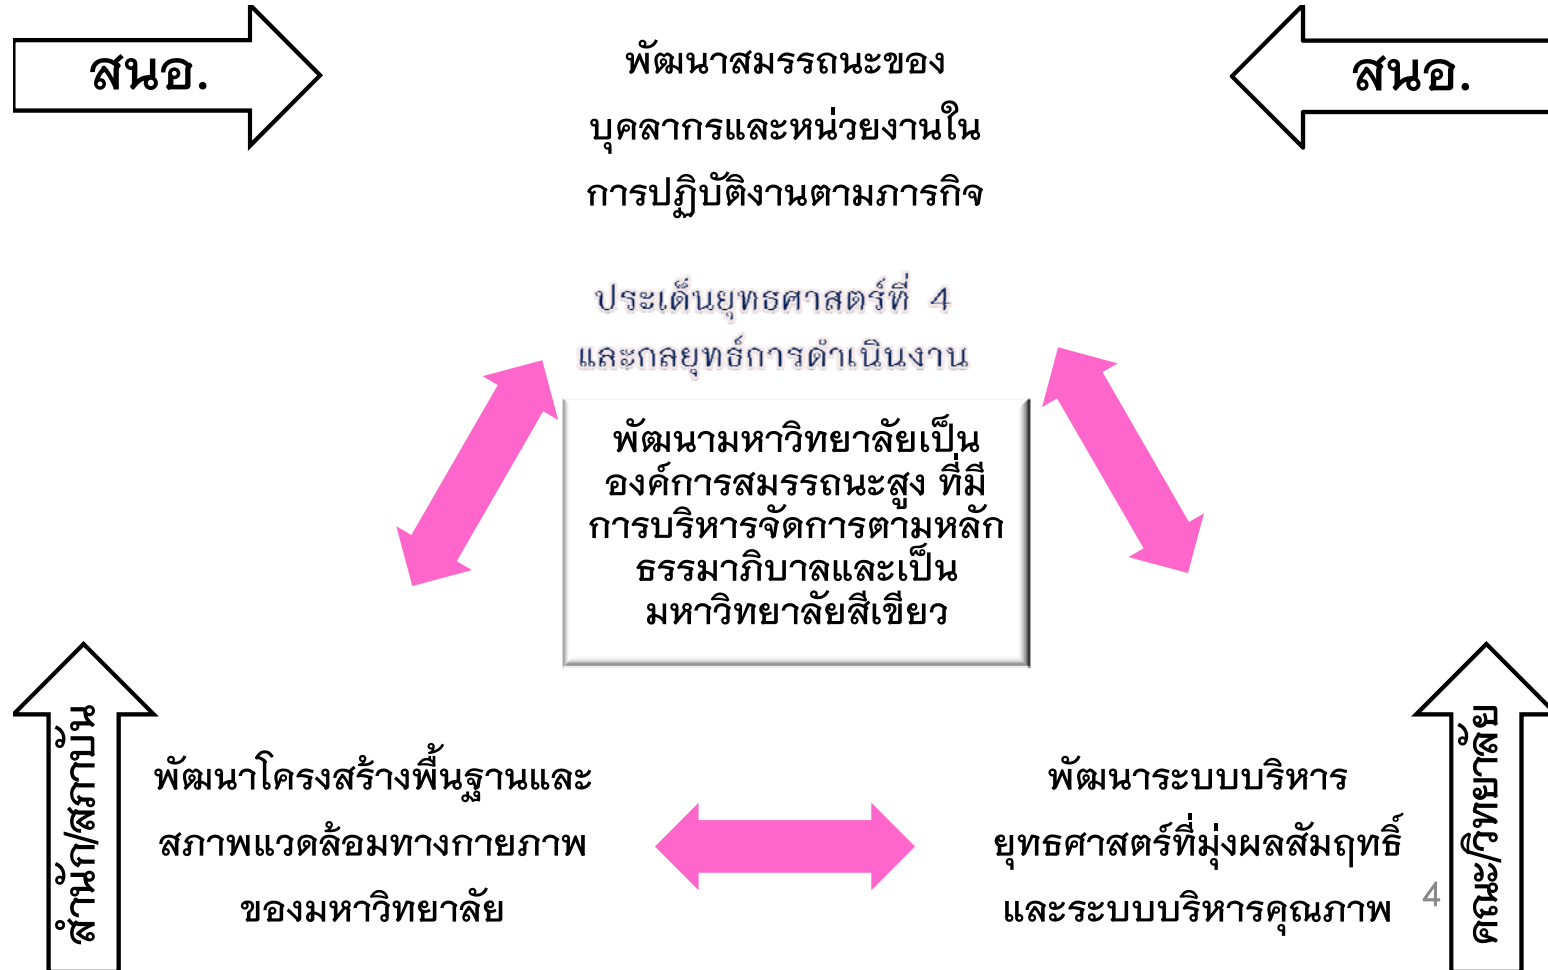 สนอ.
สนอ.
พัฒนาสมรรถนะของ
บุคลากรและหน่วยงานใน
การปฏิบัติงานตามภารกิจ
ประเด็นยุทธศาสตร์ที่ 4
และกลยุทธ์การดำเนินงาน
พัฒนามหาวิทยาลัยเป็น
องค์การสมรรถนะสูง ที่มี
การบริหารจัดการตามหลัก
ธรรมาภิบาลและเป็น
มหาวิทยาลัยสีเขียว
สำนัก/สถาบัน
พัฒนาโครงสร้างพื้นฐานและ
สภาพแวดล้อมทางกายภาพ
ของมหาวิทยาลัย
พัฒนาระบบบริหาร
ยุทธศาสตร์ที่มุ่งผลสัมฤทธิ์
และระบบบริหารคุณภาพ
4
คณะ/วิทยาลัย